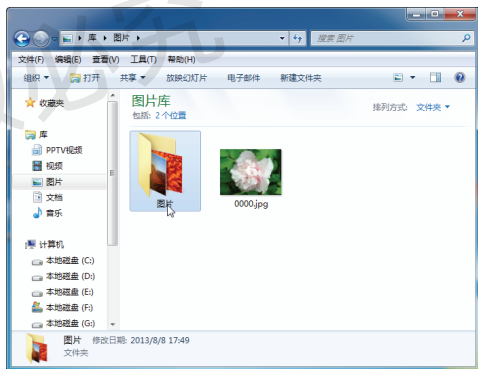 库 图片
搜索 图片
文件(F) 编辑(E) 查看(V) 工具(T) 帮助(H)
组织 打开 共享 放映幻灯片 电子邮件 新建文件夹
收藏夹
库
PPTV视频
视频
图片
文档
音乐
计算机
本地磁盘 (C:)
本地磁盘 (D:)
本地磁盘 (E:)
本地磁盘 (F:)
本地磁盘 (G:)
图片库
包括: 2 个位置
排列方式: 文件夹
图片
0000.jpg
图片 修改日期: 2013/8/8 17:49
文件夹